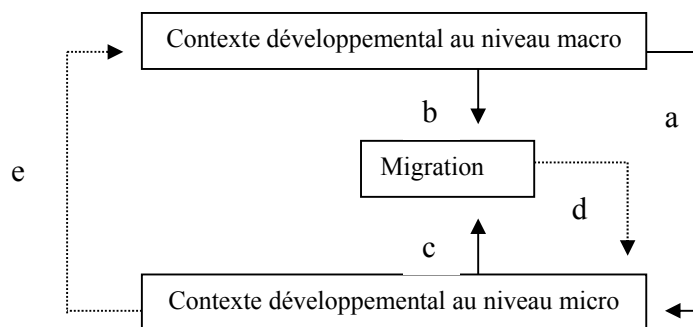 Contexte développemental au niveau macro
b
a
Migration
e
d
c
Contexte développemental au niveau micro